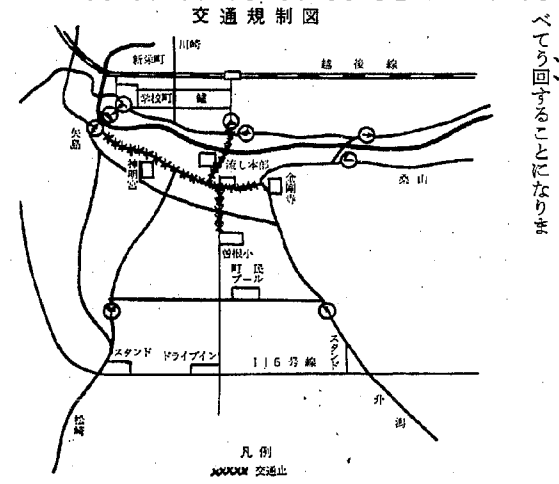 べてう回することになりま
交通規制図
川崎
新栄町
越後線
学校町
鎧
矢島
神明宮
流し本部
金剛寺
桑山
曽根小
町民
プール
スタンド
ドライブイン
116号線
スタンド
松崎
升潟
凡例
交通止